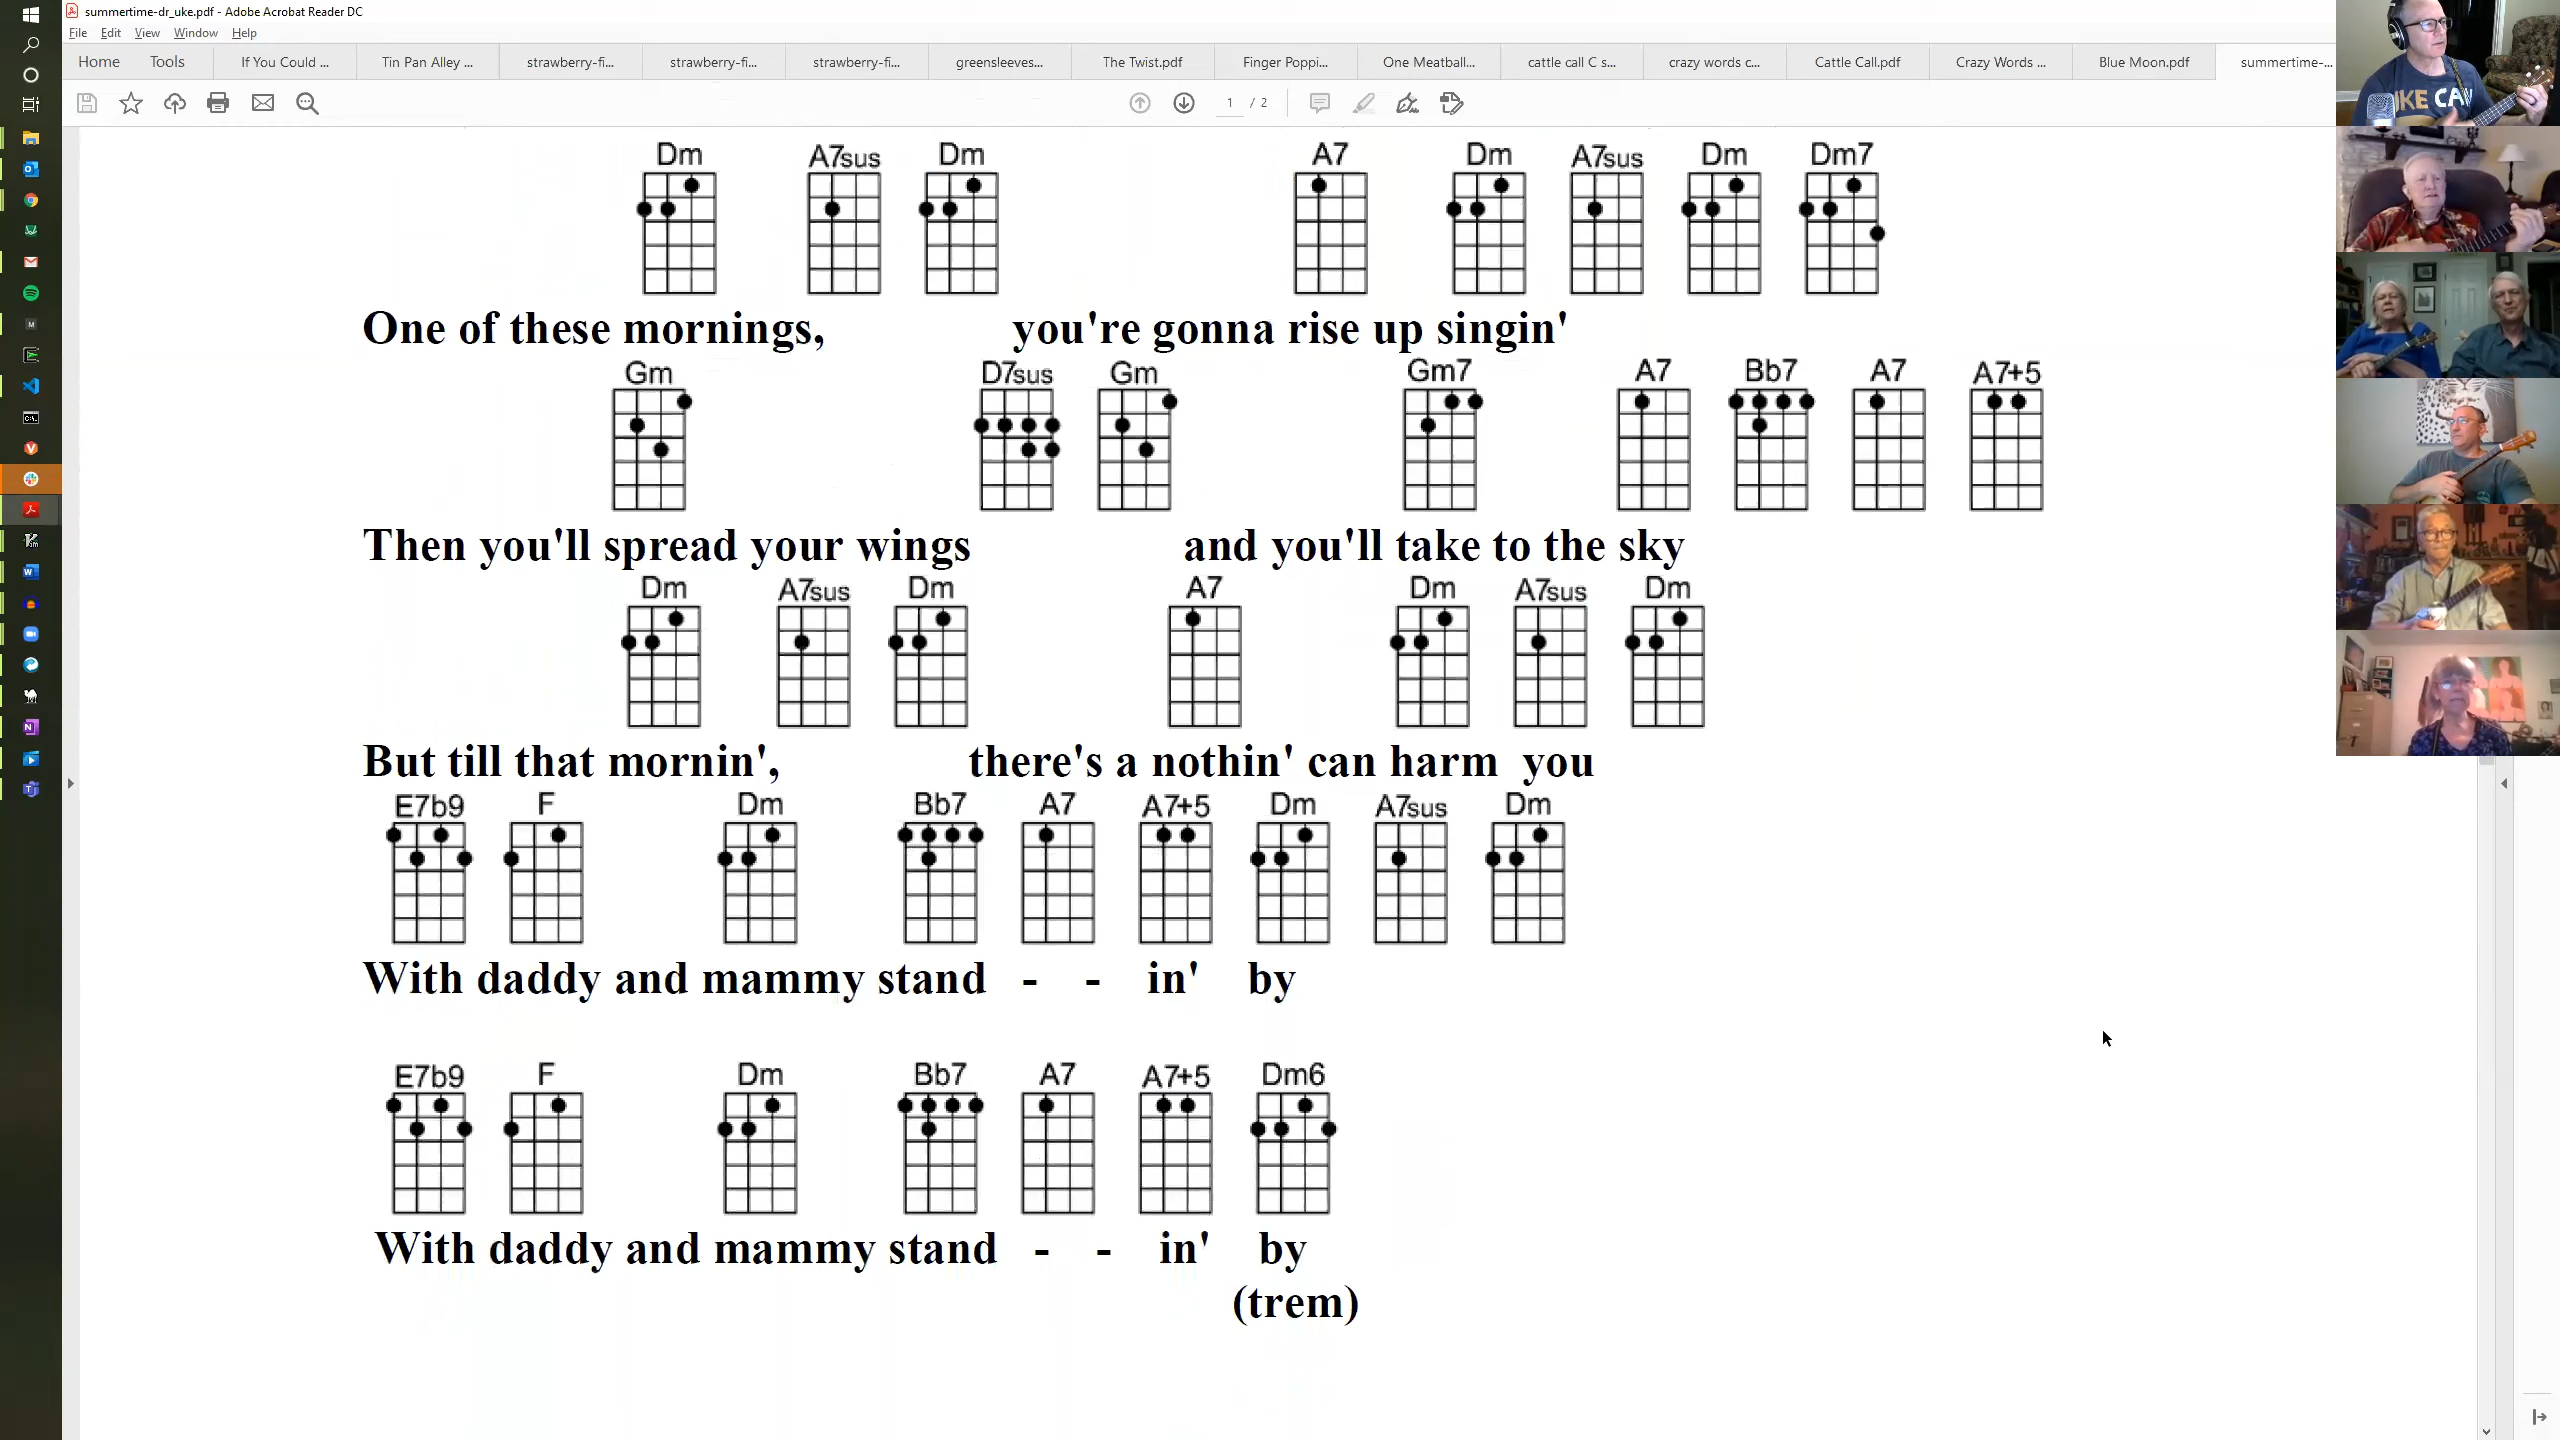 summertime-dr_uke.pdf - Adobe Acrobat Reader DC
File Edit View Window Help
Home Tools If You Could ... Tin Pan Alley ... strawberry-fi... strawberry-fi... strawberry-fi... greensleeves... The Twist.pdf Finger Poppi... One Meatball... cattle call C s... crazy words c... Cattle Call.pdf Crazy Words ... Blue Moon.pdf summertime-...
1 / 2
Dm A7sus Dm A7 Dm A7sus Dm Dm7
One of these mornings, you're gonna rise up singin'
Gm D7sus Gm Gm7 A7 Bb7 A7 A7+5
Then you'll spread your wings and you'll take to the sky
Dm A7sus Dm A7 Dm A7sus Dm
But till that mornin', there's a nothin' can harm you
E7b9 F Dm Bb7 A7 A7+5 Dm A7sus Dm
With daddy and mammy stand - - in' by
E7b9 F Dm Bb7 A7 A7+5 Dm6
With daddy and mammy stand - - in' by
(trem)